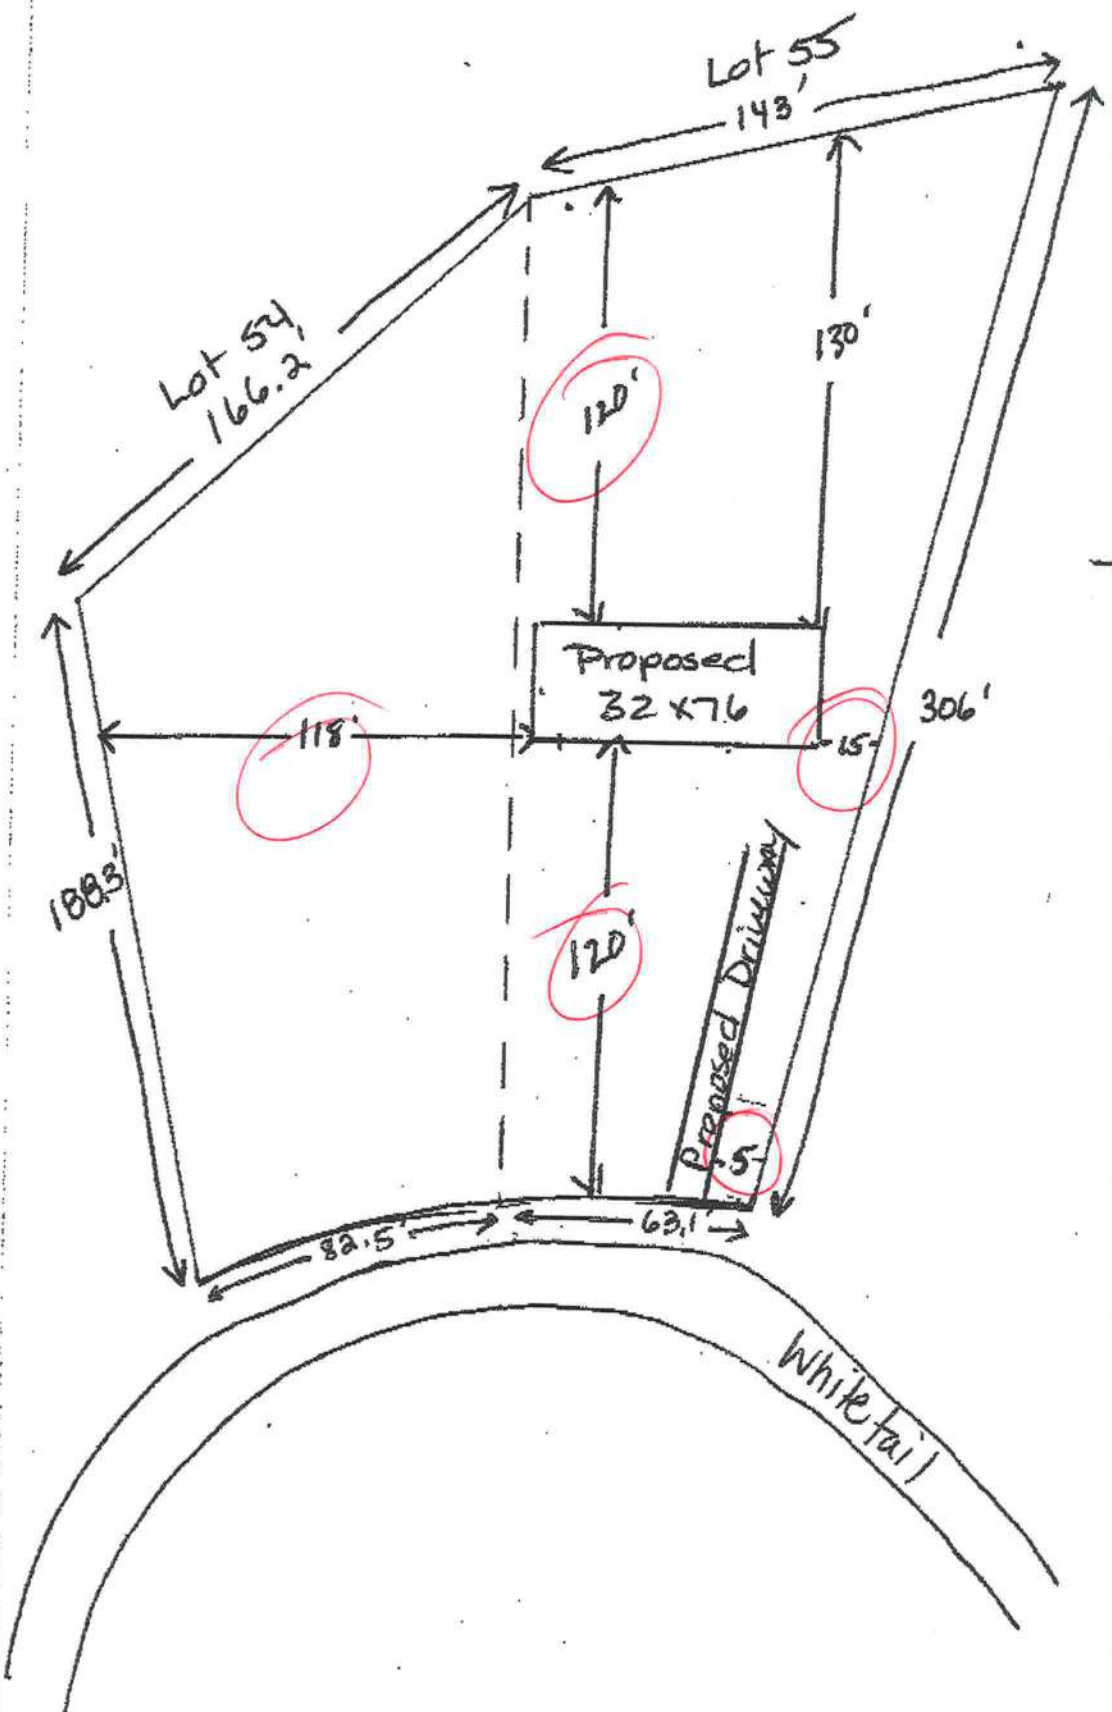 Lot 55
143'
Lot 54,
166.2
120'
130'
Proposed
32 x 76
118'
15
306'
188.3'
120'
Proposed Driveway
5
82.5'
63.1'
Whitetail